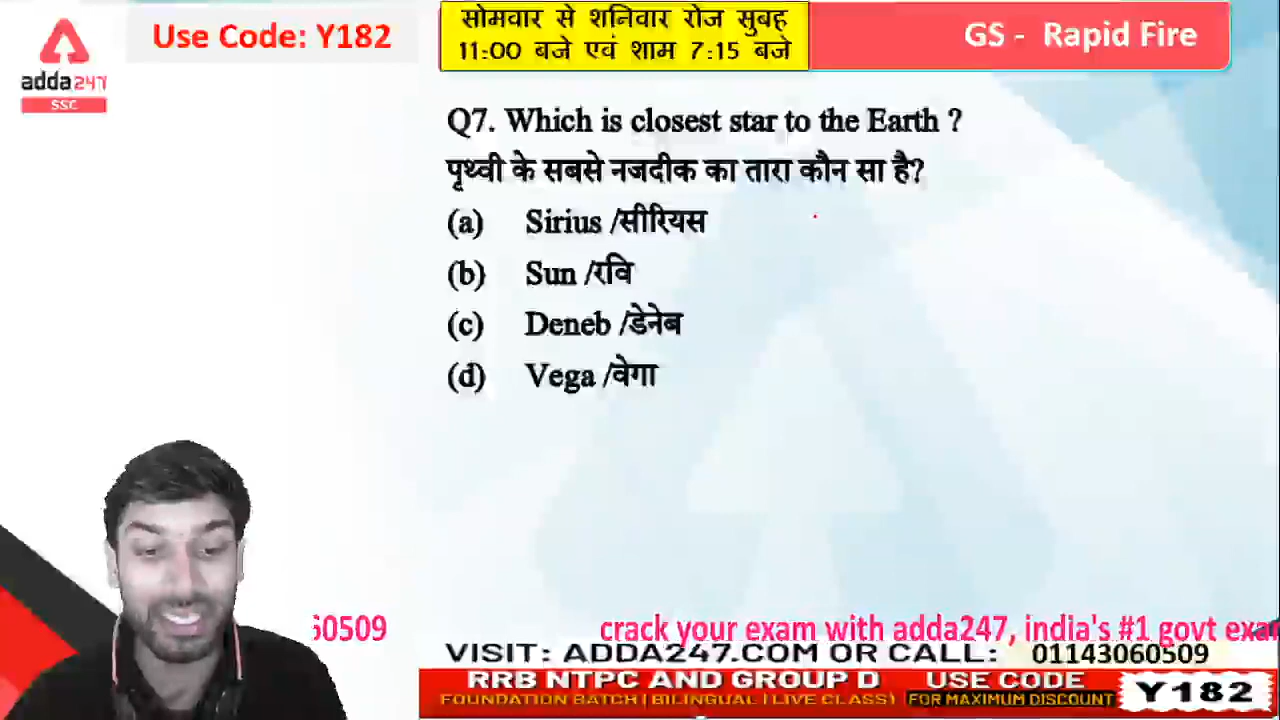 adda247
SSC
Use Code: Y182
सोमवार से शनिवार रोज सुबह
11:00 बजे एवं शाम 7:15 बजे
GS - Rapid Fire
Q7. Which is closest star to the Earth ?
पृथ्वी के सबसे नजदीक का तारा कौन सा है?
(a) Sirius /सीरियस
(b) Sun /रवि
(c) Deneb /डेनेब
(d) Vega /वेगा
60509 crack your exam with adda247, india's #1 govt exa
VISIT: ADDA247.COM OR CALL: 01143060509
RRB NTPC AND GROUP D USE CODE
FOUNDATION BATCH | BILINGUAL | LIVE CLASS) FOR MAXIMUM DISCOUNT
Y182